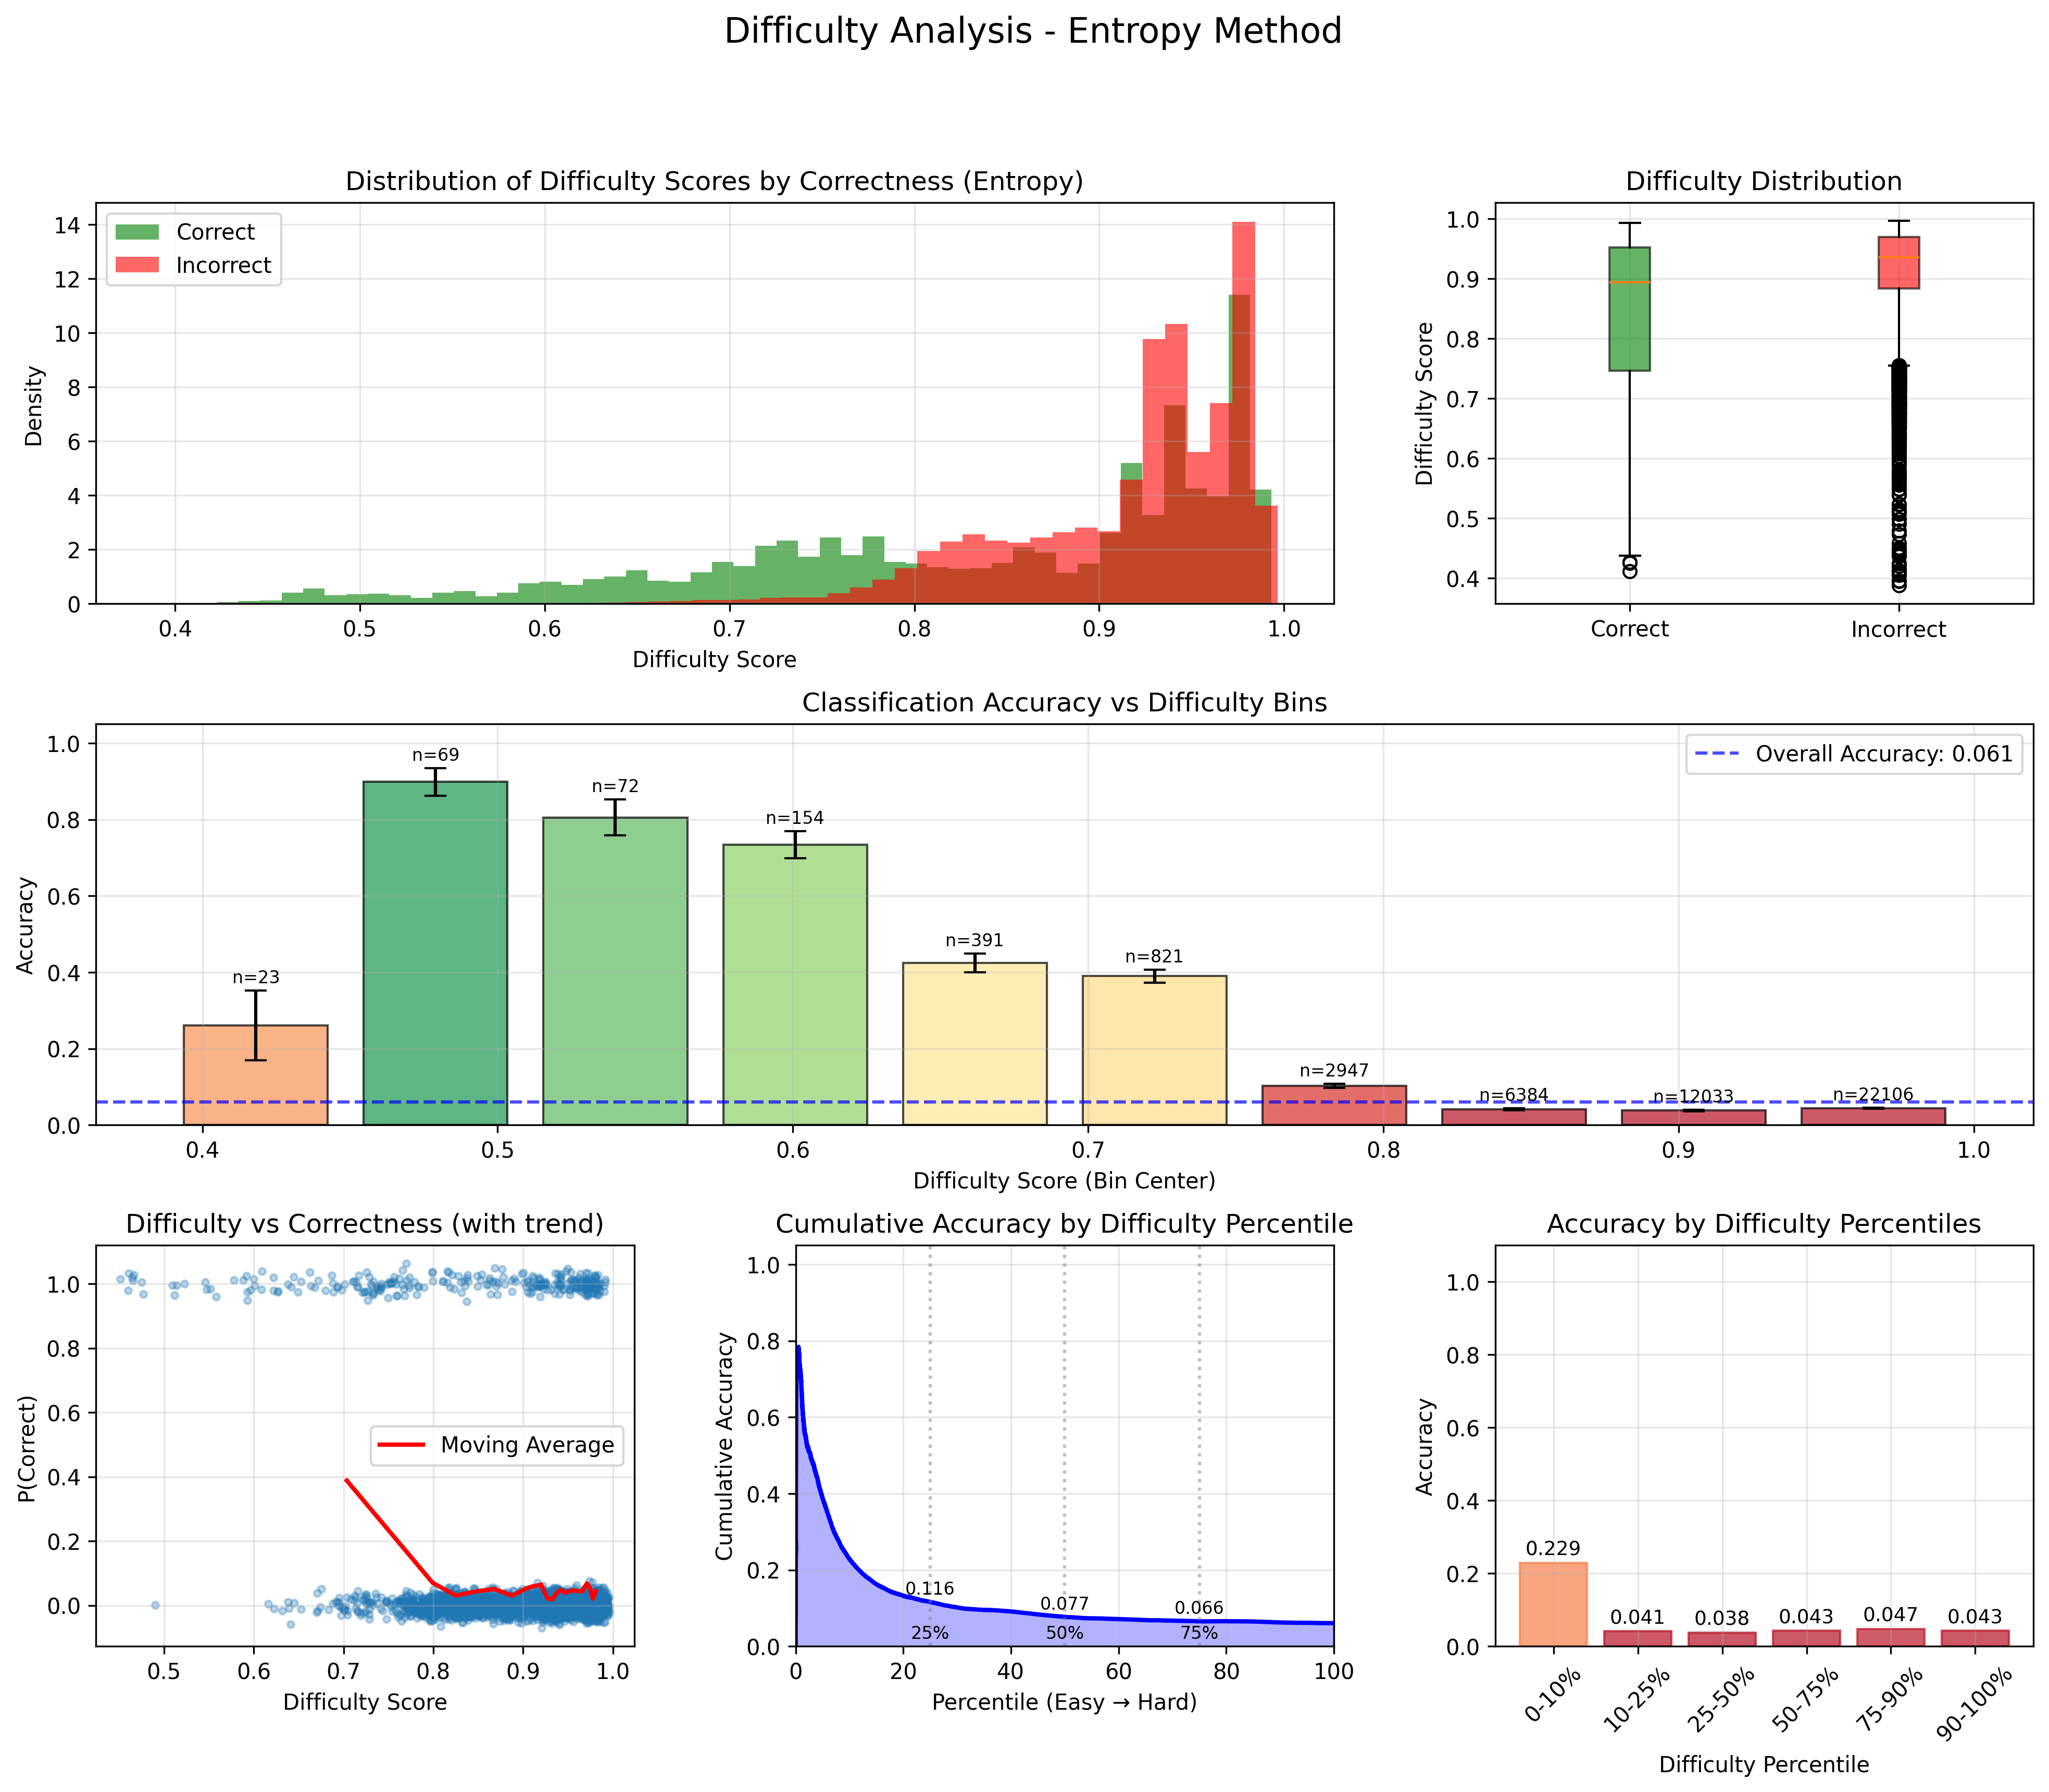 Difficulty Analysis - Entropy Method
Distribution of Difficulty Scores by Correctness (Entropy)
Correct
Incorrect
Density
14
12
10
8
6
4
2
0
0.4 0.5 0.6 0.7 0.8 0.9 1.0
Difficulty Score
Difficulty Distribution
Difficulty Score
1.0
0.9
0.8
0.7
0.6
0.5
0.4
Correct Incorrect
Classification Accuracy vs Difficulty Bins
Overall Accuracy: 0.061
Accuracy
1.0
0.8
0.6
0.4
0.2
0.0
n=23
n=69
n=72
n=154
n=391
n=821
n=2947
n=6384
n=12033
n=22106
0.4 0.5 0.6 0.7 0.8 0.9 1.0
Difficulty Score (Bin Center)
Difficulty vs Correctness (with trend)
Moving Average
P(Correct)
1.0
0.8
0.6
0.4
0.2
0.0
0.5 0.6 0.7 0.8 0.9 1.0
Difficulty Score
Cumulative Accuracy by Difficulty Percentile
Cumulative Accuracy
1.0
0.8
0.6
0.4
0.2
0.0
0.116
0.077
0.066
25%
50%
75%
0 20 40 60 80 100
Percentile (Easy → Hard)
Accuracy by Difficulty Percentiles
Accuracy
1.0
0.8
0.6
0.4
0.2
0.0
0.229
0.041
0.038
0.043
0.047
0.043
0-10%
10-25%
25-50%
50-75%
75-90%
90-100%
Difficulty Percentile